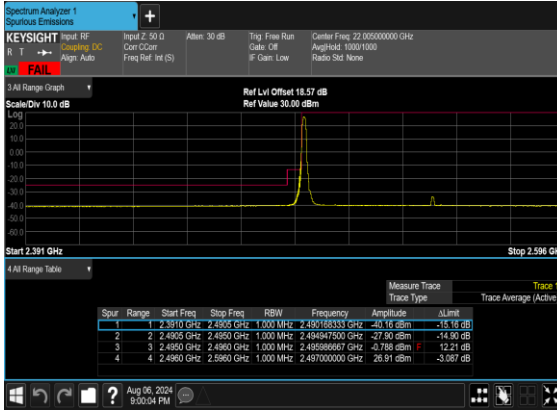 Spectrum Analyzer 1
Spurious Emissions
+
KEYSIGHT Input: RF Input Z: 50 Ω Atten: 30 dB Trig: Free Run Center Freq: 22.005000000 GHz
R T Coupling: DC Corr CCorr Gate: Off Avg|Hold: 1000/1000
Align: Auto Freq Ref: Int (S) IF Gain: Low Radio Std: None
FAIL
3 All Range Graph
Ref Lvl Offset 18.57 dB
Scale/Div 10.0 dB Ref Value 30.00 dBm
Log
20.0
10.0
0.00
-10.0
-20.0
-30.0
-40.0
-50.0
-60.0
Start 2.391 GHz Stop 2.596 GH
4 All Range Table
Measure Trace Trace 1
Trace Type Trace Average (Active
Spur Range Start Freq Stop Freq RBW Frequency Amplitude ΔLimit
1 1 2.3910 GHz 2.4905 GHz 1.000 MHz 2.490168333 GHz -40.16 dBm -15.16 dB
2 2 2.4905 GHz 2.4950 GHz 1.000 MHz 2.494947500 GHz -27.90 dBm -14.90 dB
3 3 2.4950 GHz 2.4960 GHz 1.000 MHz 2.495986667 GHz -0.788 dBm F 12.21 dB
4 4 2.4960 GHz 2.5960 GHz 1.000 MHz 2.497000000 GHz 26.91 dBm -3.087 dB
? Aug 06, 2024
9:00:04 PM